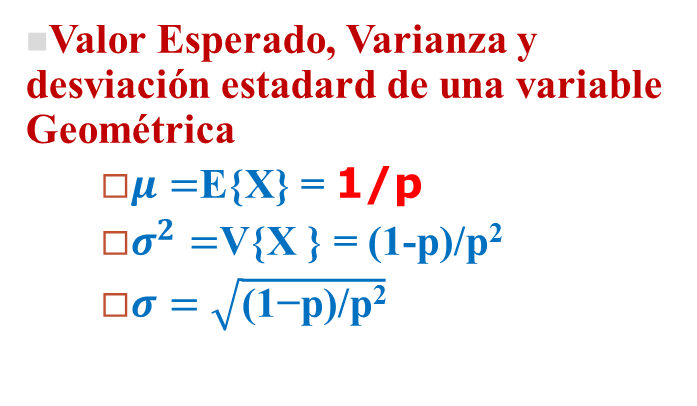 Valor Esperado, Varianza y
desviación estadard de una variable
Geométrica
μ =E{X} = 1/p
σ² =V{X } = (1-p)/p²
σ = √(1−p)/p²